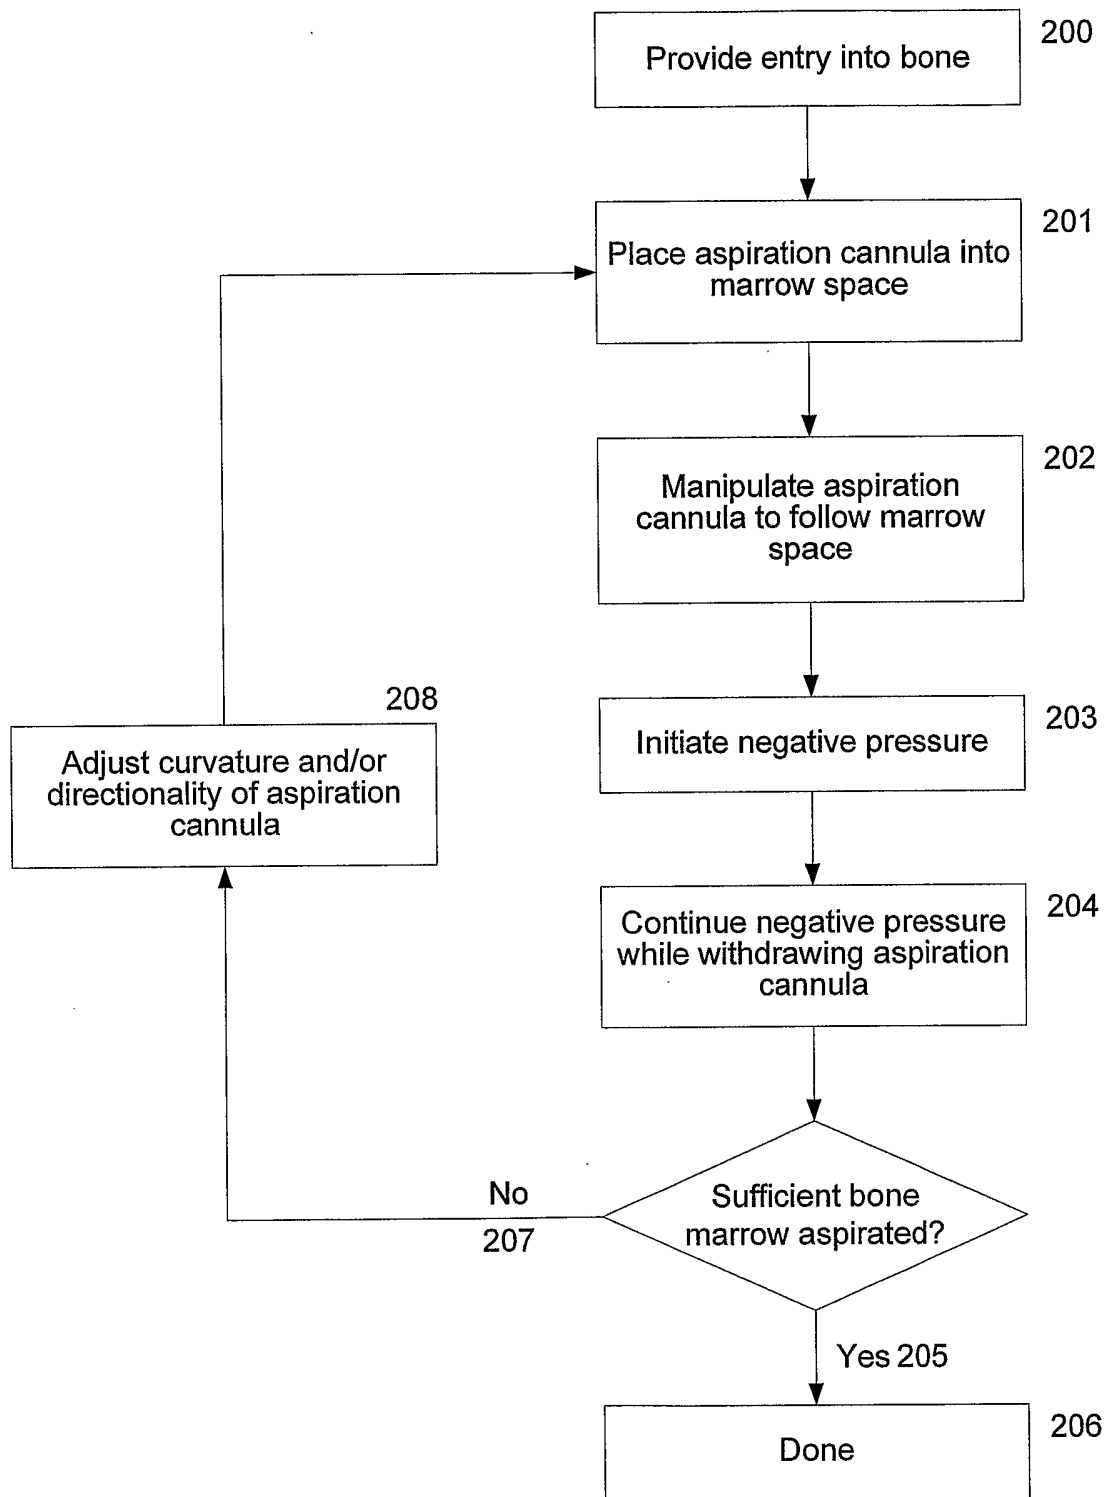 200
Provide entry into bone
201
Place aspiration cannula into
marrow space
202
Manipulate aspiration
cannula to follow marrow
space
208
203
Adjust curvature and/or
directionality of aspiration
cannula
Initiate negative pressure
204
Continue negative pressure
while withdrawing aspiration
cannula
No
207
Sufficient bone
marrow aspirated?
Yes 205
206
Done